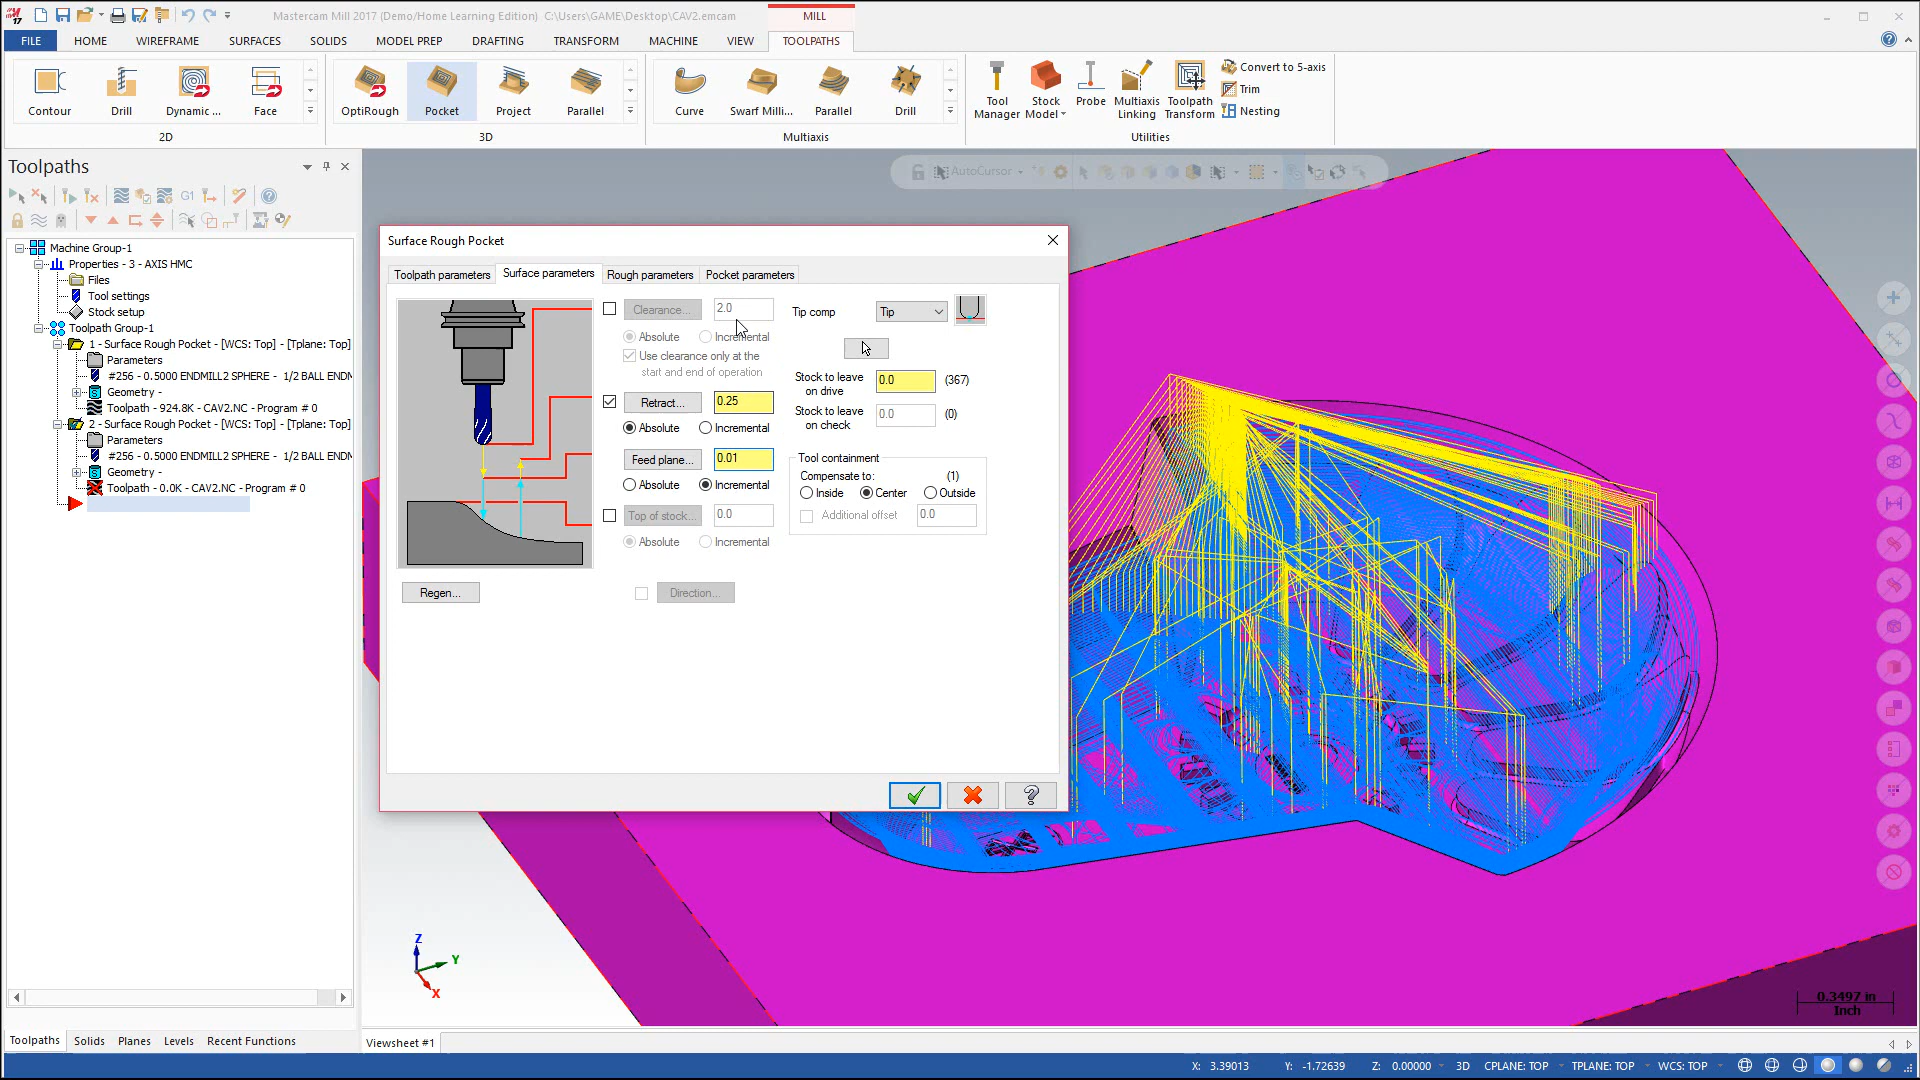 Mastercam Mill 2017 (Demo/Home Learning Edition) C:\Users\GAME\Desktop\CAV2.emcam
MILL
FILE HOME WIREFRAME SURFACES SOLIDS MODEL PREP DRAFTING TRANSFORM MACHINE VIEW TOOLPATHS
Contour Drill Dynamic ... Face
2D
OptiRough Pocket Project Parallel
3D
Curve Swarf Milli... Parallel Drill
Multiaxis
Tool Manager
Stock Model
Probe
Multiaxis Linking
Toolpath Transform
Convert to 5-axis
Trim
Nesting
Utilities
Toolpaths
G1
AutoCursor
Machine Group-1
Properties - 3 - AXIS HMC
Files
Tool settings
Stock setup
Toolpath Group-1
1 - Surface Rough Pocket - [WCS: Top] - [Tplane: Top]
Parameters
#256 - 0.5000 ENDMILL2 SPHERE - 1/2 BALL ENDM
Geometry -
Toolpath - 924.8K - CAV2.NC - Program # 0
2 - Surface Rough Pocket - [WCS: Top] - [Tplane: Top]
Parameters
#256 - 0.5000 ENDMILL2 SPHERE - 1/2 BALL ENDM
Geometry -
Toolpath - 0.0K - CAV2.NC - Program # 0
Surface Rough Pocket
Toolpath parameters Surface parameters Rough parameters Pocket parameters
Clearance... 2.0
Absolute Incremental
Use clearance only at the
start and end of operation
Retract... 0.25
Absolute Incremental
Feed plane... 0.01
Absolute Incremental
Top of stock... 0.0
Absolute Incremental
Regen...
Direction...
Tip comp Tip
Stock to leave
on drive
0.0 (367)
Stock to leave
on check
0.0 (0)
Tool containment
Compensate to: (1)
Inside Center Outside
Additional offset 0.0
Z
Y
X
0.3497 in
Inch
Toolpaths Solids Planes Levels Recent Functions
Viewsheet #1
X: 3.39013 Y: -1.72639 Z: 0.00000 3D CPLANE: TOP TPLANE: TOP WCS: TOP